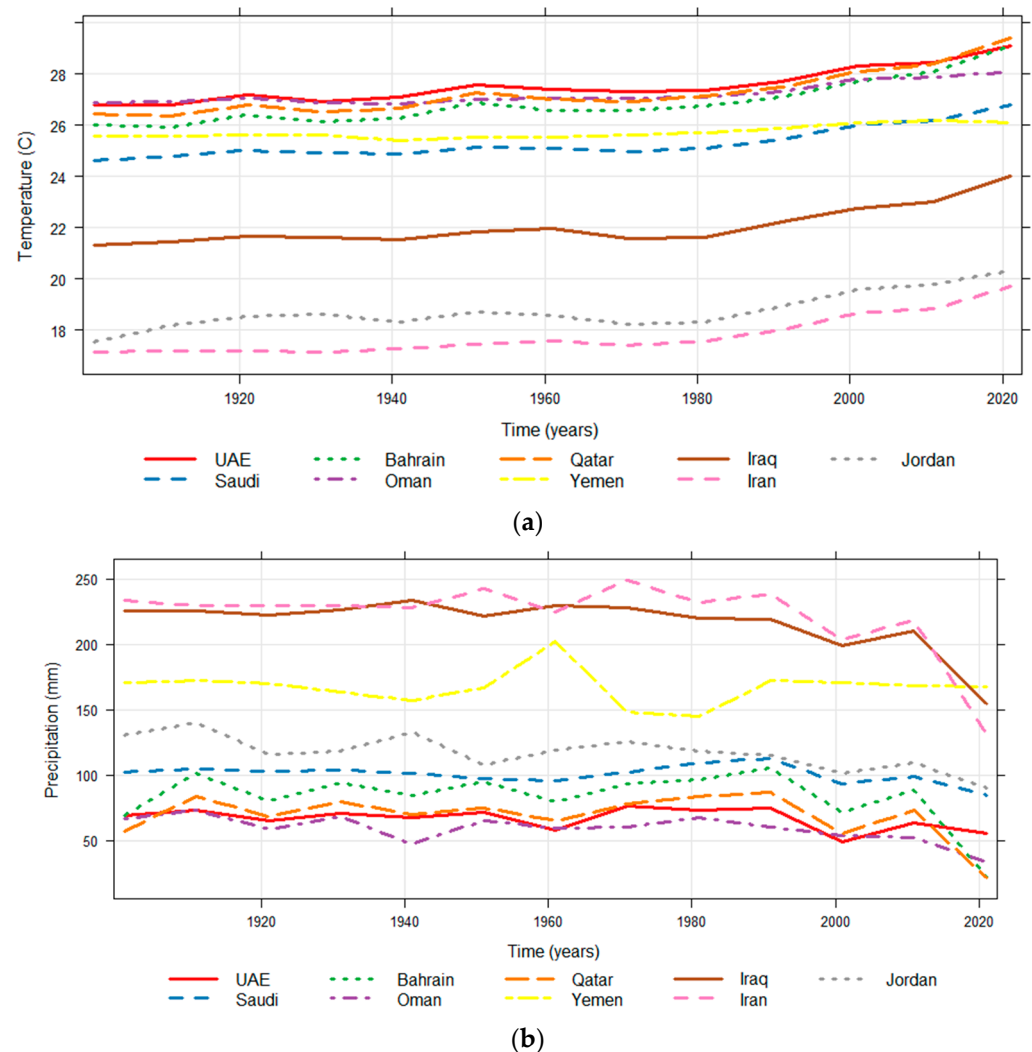 Temperature (C)
28
26
24
22
20
18
1920 1940 1960 1980 2000 2020
Time (years)
UAE Bahrain Qatar Iraq Jordan
Saudi Oman Yemen Iran
(a)
Precipitation (mm)
250
200
150
100
50
1920 1940 1960 1980 2000 2020
Time (years)
UAE Bahrain Qatar Iraq Jordan
Saudi Oman Yemen Iran
(b)